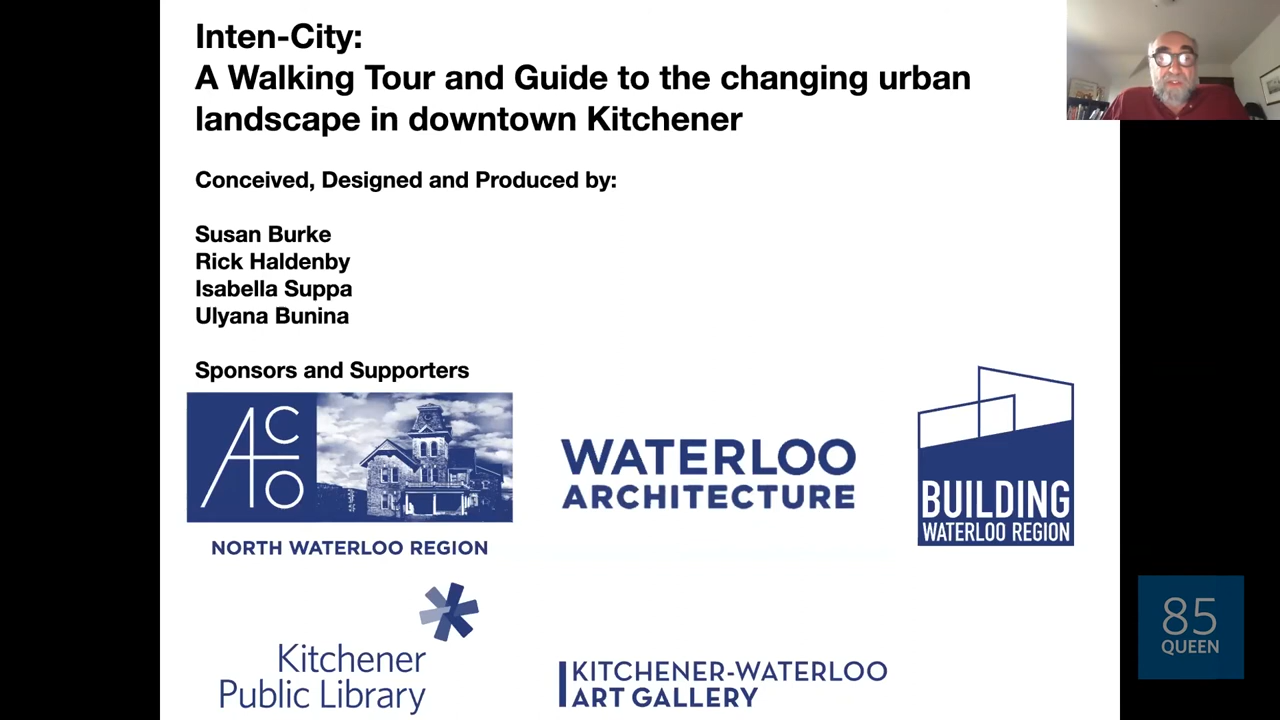 Inten-City:
A Walking Tour and Guide to the changing urban
landscape in downtown Kitchener
Conceived, Designed and Produced by:
Susan Burke
Rick Haldenby
Isabella Suppa
Ulyana Bunina
Sponsors and Supporters
ACO
NORTH WATERLOO REGION
WATERLOO
ARCHITECTURE
BUILDING
WATERLOO REGION
Kitchener
Public Library
KITCHENER-WATERLOO
ART GALLERY
85
QUEEN